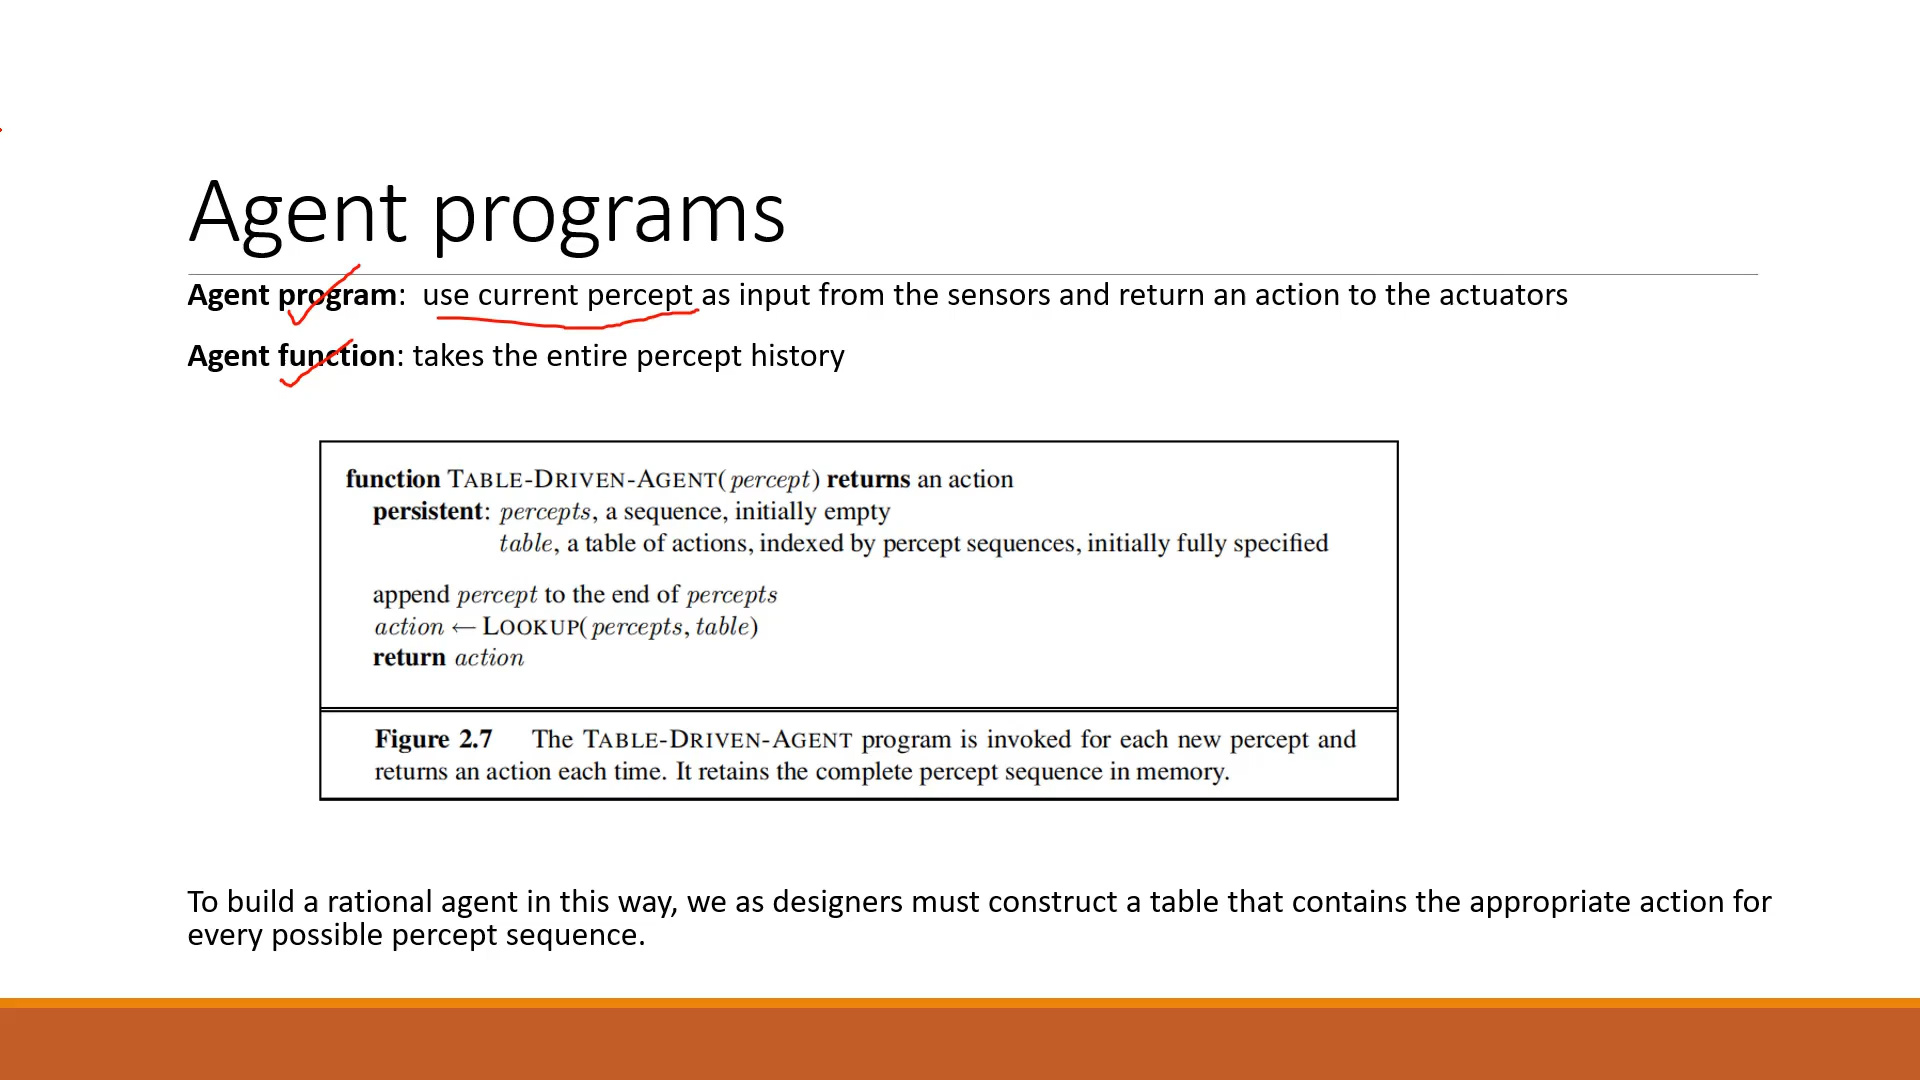 Agent programs
Agent program: use current percept as input from the sensors and return an action to the actuators
Agent function: takes the entire percept history
function TABLE-DRIVEN-AGENT(percept) returns an action
persistent: percepts, a sequence, initially empty
table, a table of actions, indexed by percept sequences, initially fully specified
append percept to the end of percepts
action ← LOOKUP(percepts, table)
return action
Figure 2.7 The TABLE-DRIVEN-AGENT program is invoked for each new percept and
returns an action each time. It retains the complete percept sequence in memory.
To build a rational agent in this way, we as designers must construct a table that contains the appropriate action for
every possible percept sequence.